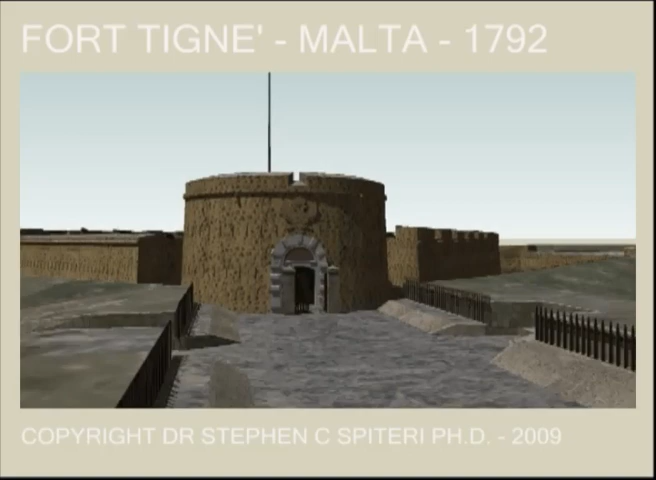 FORT TIGNE' - MALTA - 1792
COPYRIGHT DR STEPHEN C SPITERI PH.D. - 2009